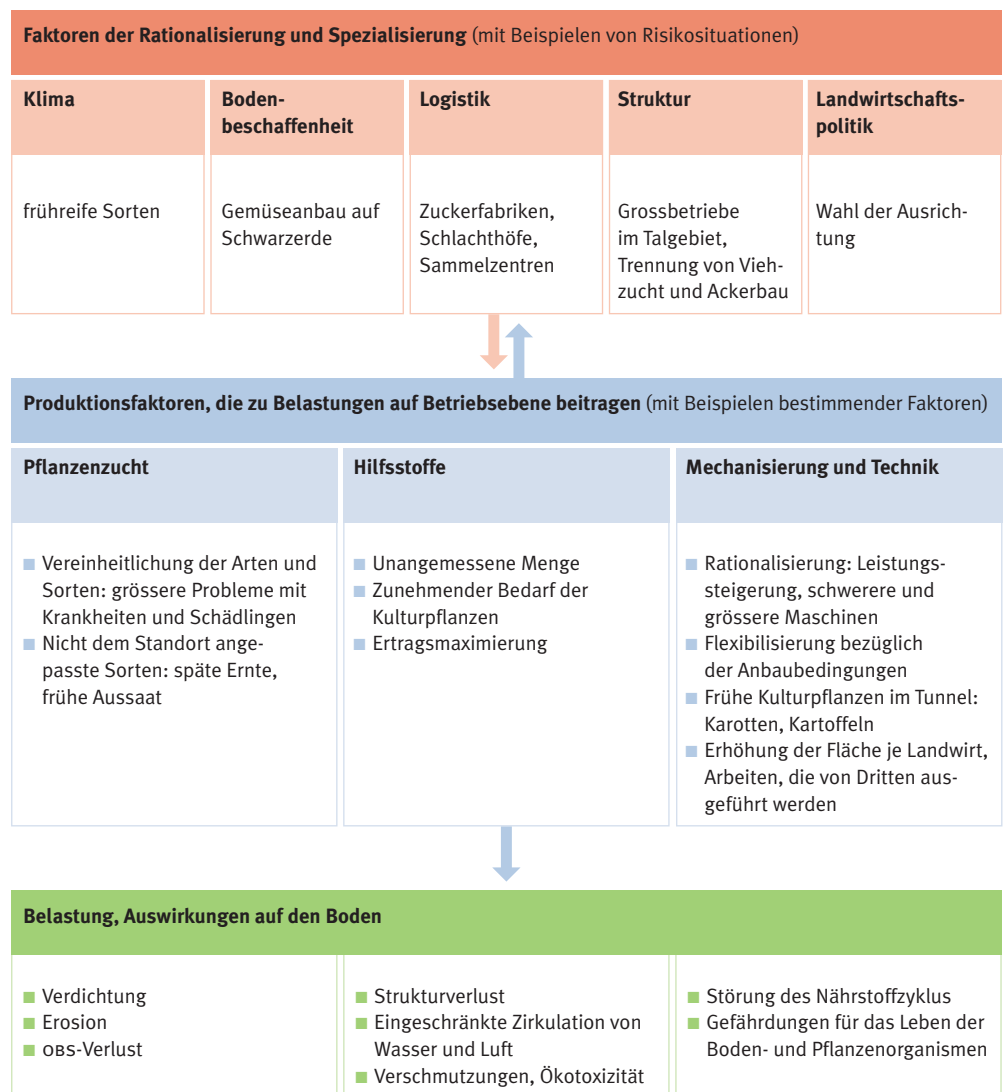 Faktoren der Rationalisierung und Spezialisierung (mit Beispielen von Risikosituationen)
Klima
frühreife Sorten
Boden-
beschaffenheit
Gemüseanbau auf
Schwarzerde
Logistik
Zuckerfabriken,
Schlachthöfe,
Sammelzentren
Struktur
Grossbetriebe
im Talgebiet,
Trennung von Vieh-
zucht und Ackerbau
Landwirtschafts-
politik
Wahl der Ausrich-
tung
Produktionsfaktoren, die zu Belastungen auf Betriebsebene beitragen (mit Beispielen bestimmender Faktoren)
Pflanzenzucht
■ Vereinheitlichung der Arten und
Sorten: grössere Probleme mit
Krankheiten und Schädlingen
■ Nicht dem Standort ange-
passte Sorten: späte Ernte,
frühe Aussaat
Hilfsstoffe
■ Unangemessene Menge
■ Zunehmender Bedarf der
Kulturpflanzen
■ Ertragsmaximierung
Mechanisierung und Technik
■ Rationalisierung: Leistungs-
steigerung, schwerere und
grössere Maschinen
■ Flexibilisierung bezüglich
der Anbaubedingungen
■ Frühe Kulturpflanzen im Tunnel:
Karotten, Kartoffeln
■ Erhöhung der Fläche je Landwirt,
Arbeiten, die von Dritten aus-
geführt werden
Belastung, Auswirkungen auf den Boden
■ Verdichtung
■ Erosion
■ OBS-Verlust
■ Strukturverlust
■ Eingeschränkte Zirkulation von
Wasser und Luft
■ Verschmutzungen, Ökotoxizität
■ Störung des Nährstoffzyklus
■ Gefährdungen für das Leben der
Boden- und Pflanzenorganismen